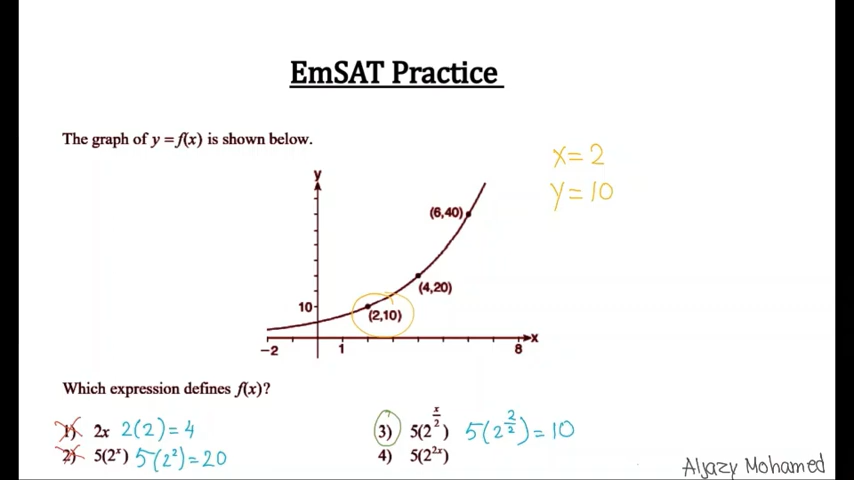 EmSAT Practice
The graph of y = f(x) is shown below.
x = 2
y = 10
y
(6,40)
(4,20)
10
(2,10)
x
−2 1 8
Which expression defines f(x)?
1) 2x 2(2) = 4
2) 5(2^x) 5(2^2) = 20
3) 5(2^(x/2)) 5(2^(2/2)) = 10
4) 5(2^(2x))
Aljazy Mohamed